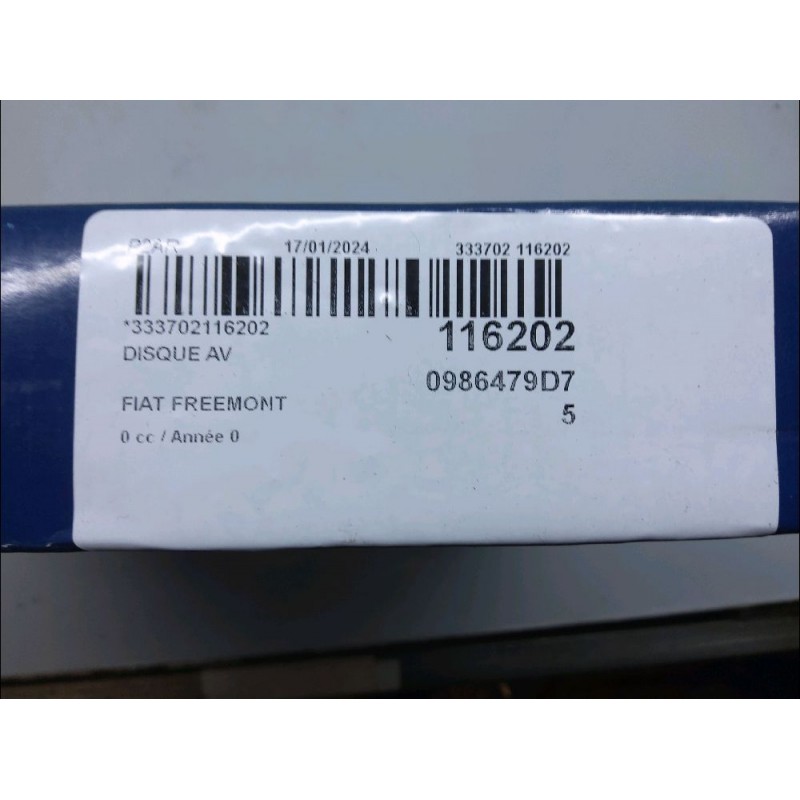 17/01/2024 333702 116202
*333702116202 116202
DISQUE AV
0986479D7
FIAT FREEMONT 5
0 cc / Année 0